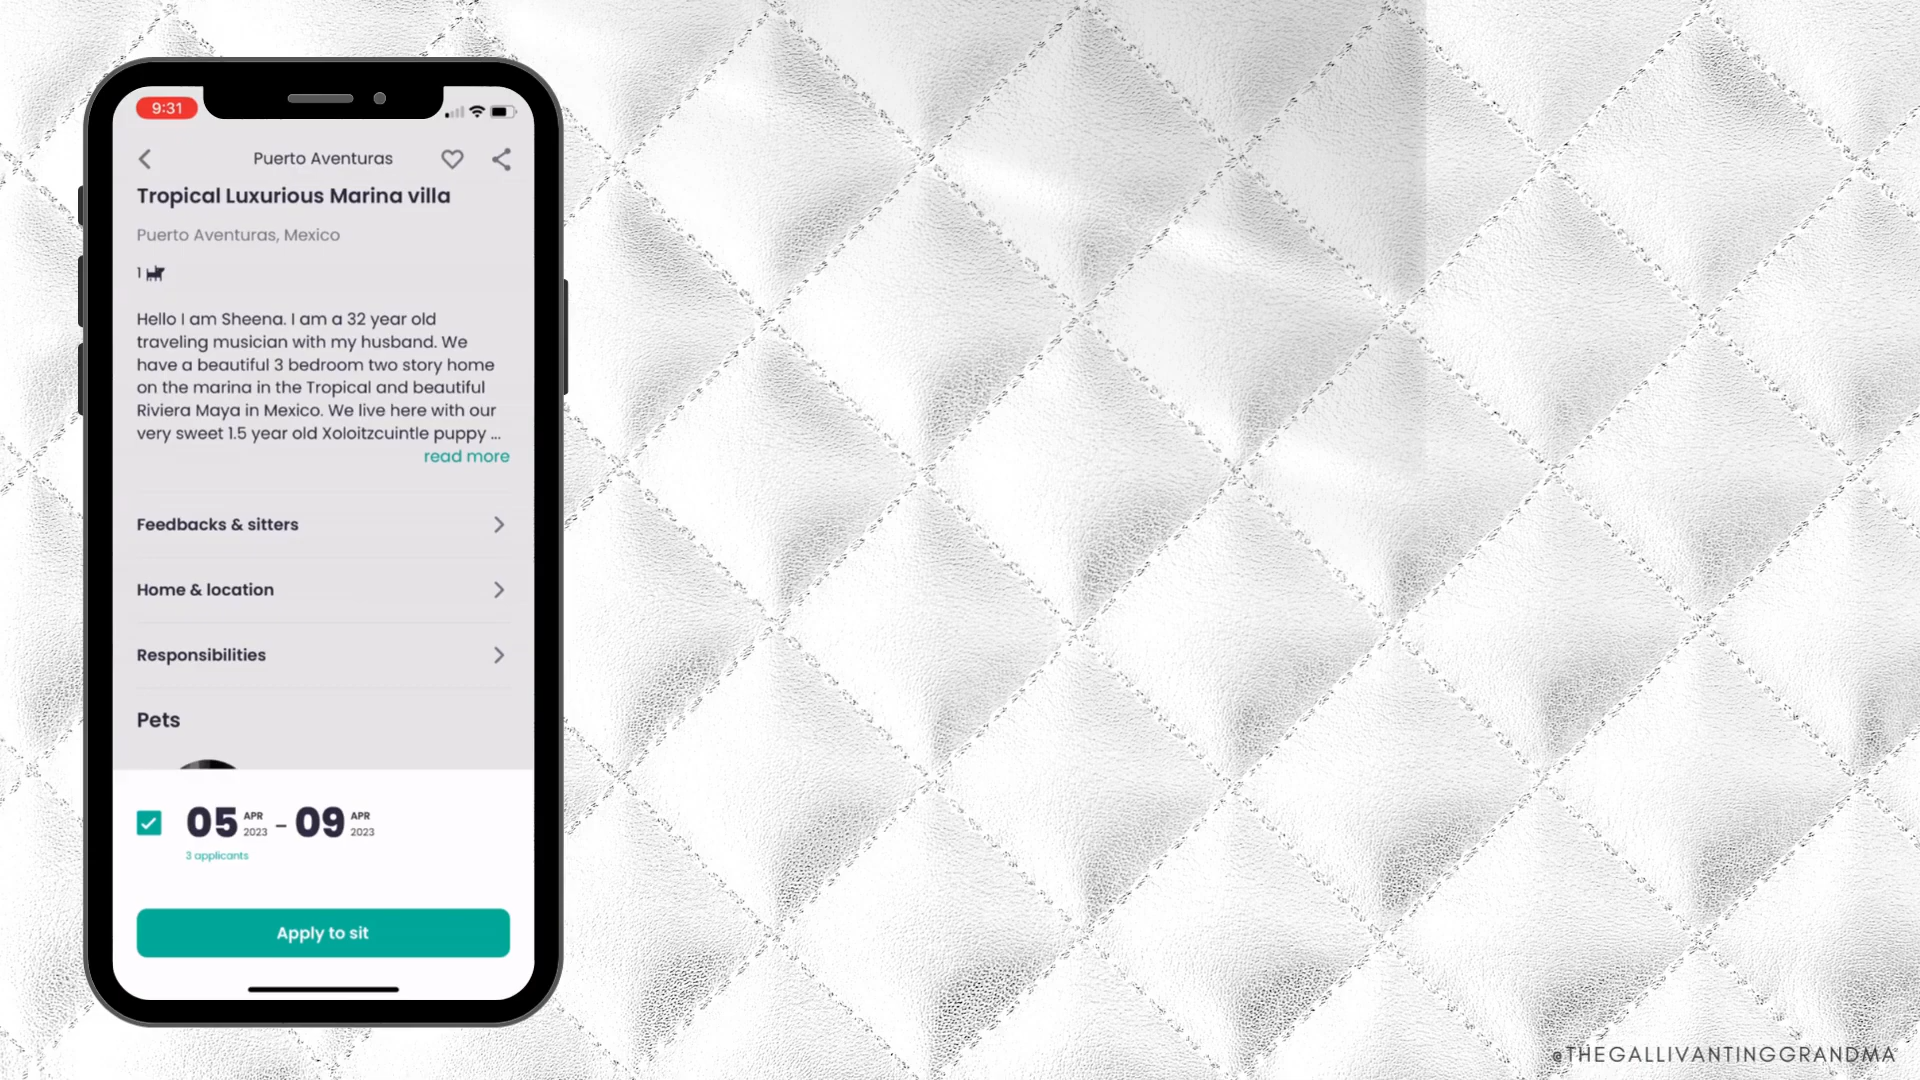 9:31
Puerto Aventuras
Tropical Luxurious Marina villa
Puerto Aventuras, Mexico
1
Hello I am Sheena. I am a 32 year old
traveling musician with my husband. We
have a beautiful 3 bedroom two story home
on the marina in the Tropical and beautiful
Riviera Maya in Mexico. We live here with our
very sweet 1.5 year old Xoloitzcuintle puppy ...
read more
Feedbacks & sitters
Home & location
Responsibilities
Pets
05 APR 2023 – 09 APR 2023
3 applicants
Apply to sit
@THEGALLIVANTINGGRANDMA